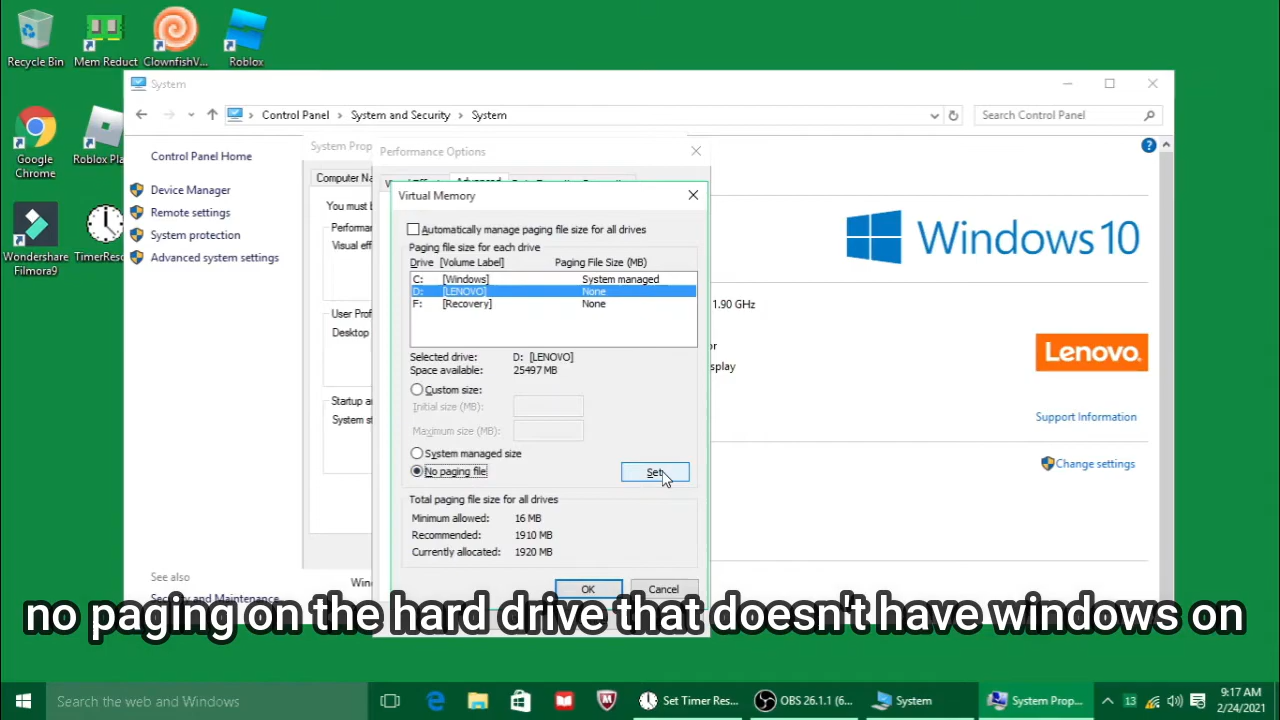 Recycle Bin
Mem Reduct
ClownfishV...
Roblox
Google
Chrome
Roblox Pla
Wondershare
Filmora9
TimerReso
System
Control Panel > System and Security > System
Search Control Panel
Control Panel Home
Device Manager
Remote settings
System protection
Advanced system settings
See also
Security and Maintenance
System Prop
Computer Na
You must b
Performa
Visual eff
User Prof
Desktop
Startup a
System st
Performance Options
Advanced
Virtual Memory
Automatically manage paging file size for all drives
Paging file size for each drive
Drive [Volume Label] Paging File Size (MB)
C: [Windows] System managed
D: [LENOVO] None
F: [Recovery] None
Selected drive: D: [LENOVO]
Space available: 25497 MB
Custom size:
Initial size (MB):
Maximum size (MB):
System managed size
No paging file
Set
Total paging file size for all drives
Minimum allowed: 16 MB
Recommended: 1910 MB
Currently allocated: 1920 MB
OK Cancel
Wind
Windows 10
1.90 GHz
or
splay
Lenovo
Support Information
Change settings
no paging on the hard drive that doesn't have windows on
Search the web and Windows
Set Timer Res...
OBS 26.1.1 (6...
System
System Prop...
13
9:17 AM
2/24/2021